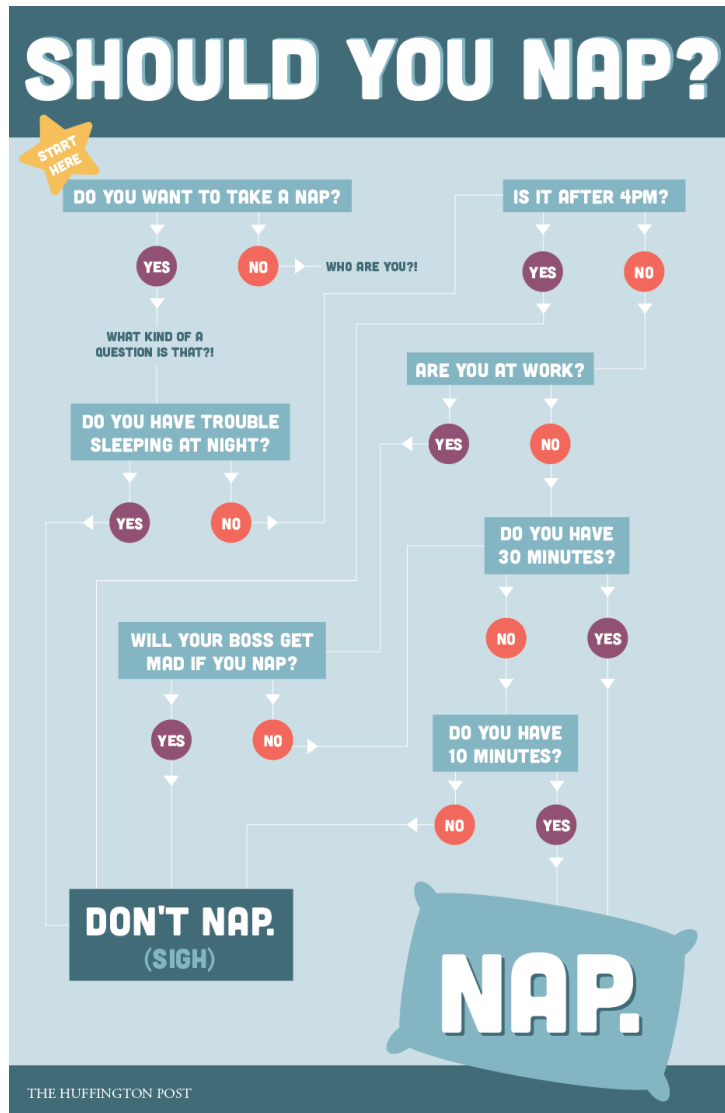 SHOULD YOU NAP?
START
HERE
DO YOU WANT TO TAKE A NAP?
YES
NO
WHO ARE YOU?!
WHAT KIND OF A
QUESTION IS THAT?!
DO YOU HAVE TROUBLE
SLEEPING AT NIGHT?
YES
NO
IS IT AFTER 4PM?
YES
NO
ARE YOU AT WORK?
YES
NO
DO YOU HAVE
30 MINUTES?
NO
YES
WILL YOUR BOSS GET
MAD IF YOU NAP?
YES
NO
DO YOU HAVE
10 MINUTES?
NO
YES
DON'T NAP.
(SIGH)
NAP.
THE HUFFINGTON POST